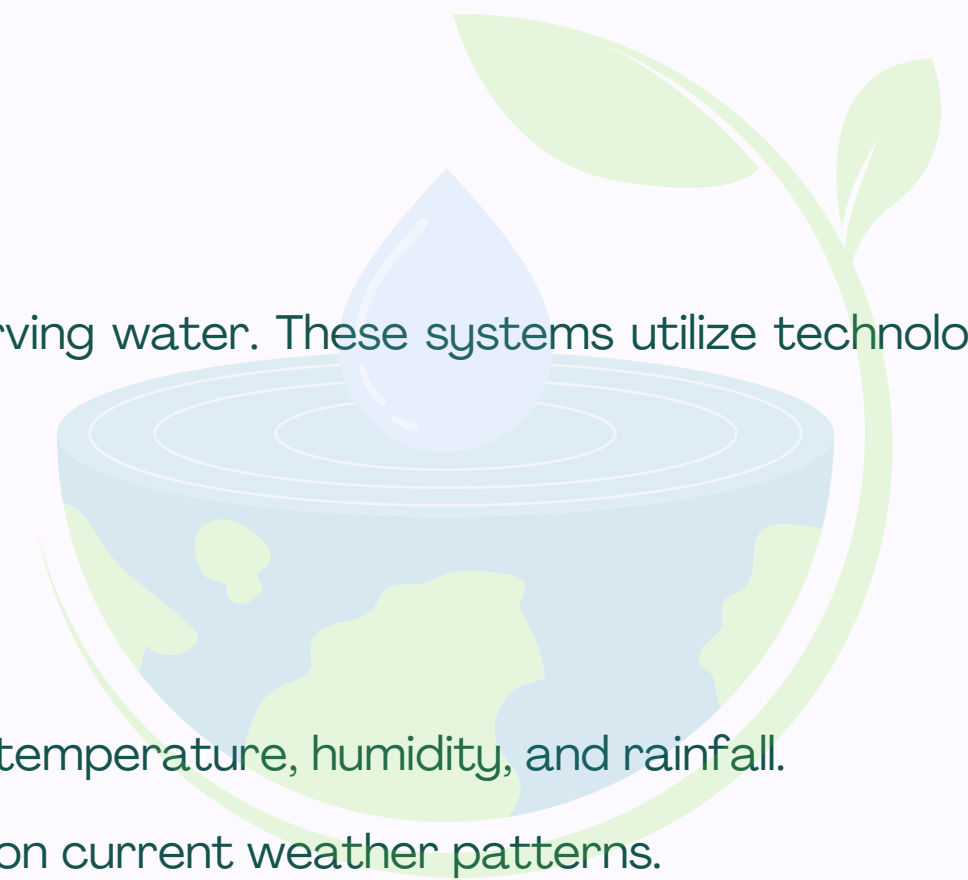 rving water. These systems utilize technolo
temperature, humidity, and rainfall.
on current weather patterns.